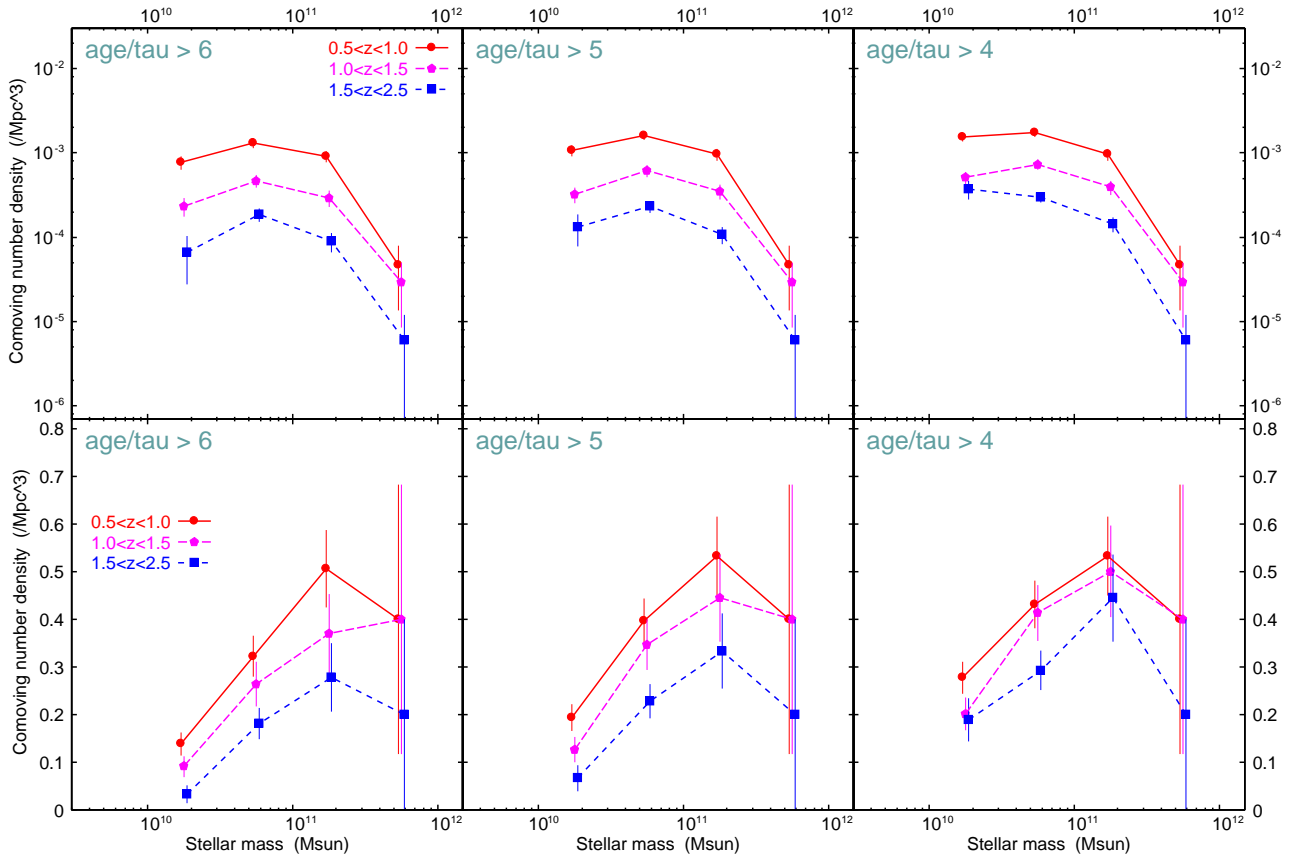 10^10 10^11 10^12 10^10 10^11 10^12 10^10 10^11 10^12
age/tau > 6 age/tau > 5 age/tau > 4
0.5<z<1.0
1.0<z<1.5
1.5<z<2.5
10^-2 10^-2
10^-3 10^-3
10^-4 10^-4
10^-5 10^-5
10^-6 10^-6
Comoving number density (/Mpc^3)
0.8 0.8
age/tau > 6 age/tau > 5 age/tau > 4
0.7 0.7
0.6 0.6
0.5<z<1.0
1.0<z<1.5
1.5<z<2.5
0.5 0.5
0.4 0.4
0.3 0.3
0.2 0.2
0.1 0.1
0 0
Comoving number density (/Mpc^3)
10^10 10^11 10^12 10^10 10^11 10^12 10^10 10^11 10^12
Stellar mass (Msun) Stellar mass (Msun) Stellar mass (Msun)